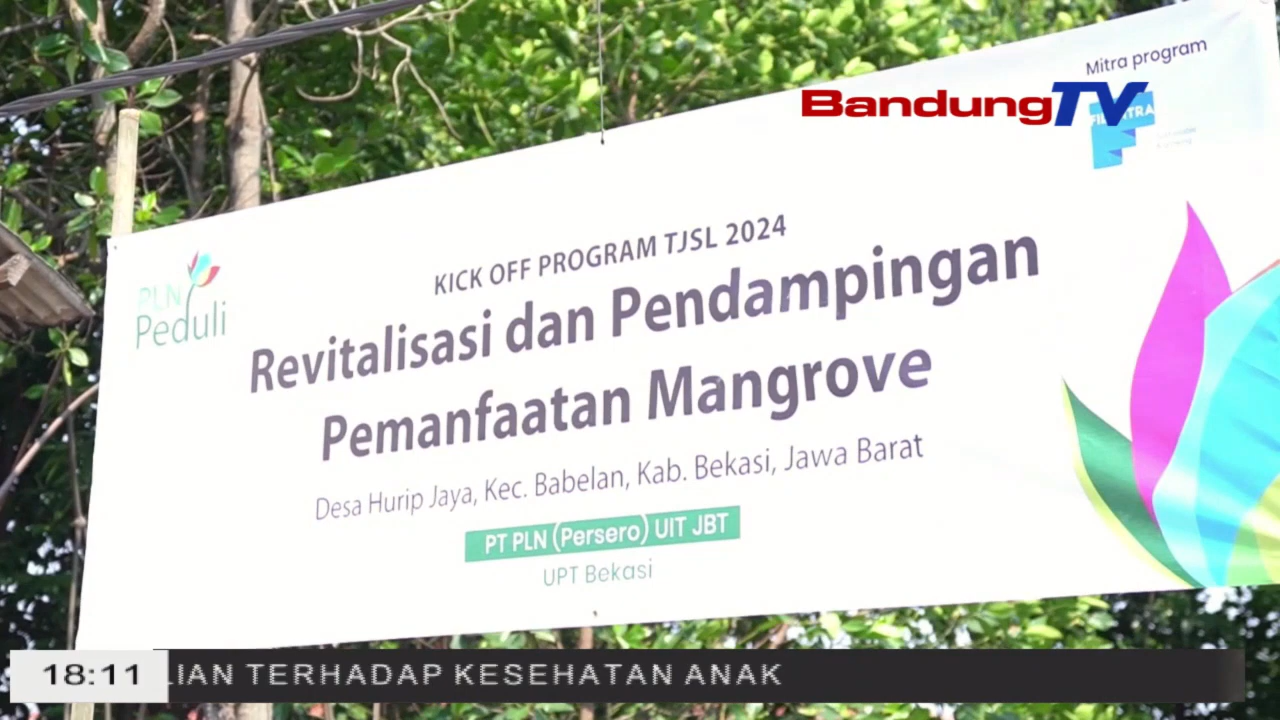 Mitra program
BandungTV
KICK OFF PROGRAM TJSL 2024
PLN
Peduli
Revitalisasi dan Pendampingan
Pemanfaatan Mangrove
Desa Hurip Jaya, Kec. Babelan, Kab. Bekasi, Jawa Barat
PT PLN (Persero) UIT JBT
UPT Bekasi
18:11
LIAN TERHADAP KESEHATAN ANAK